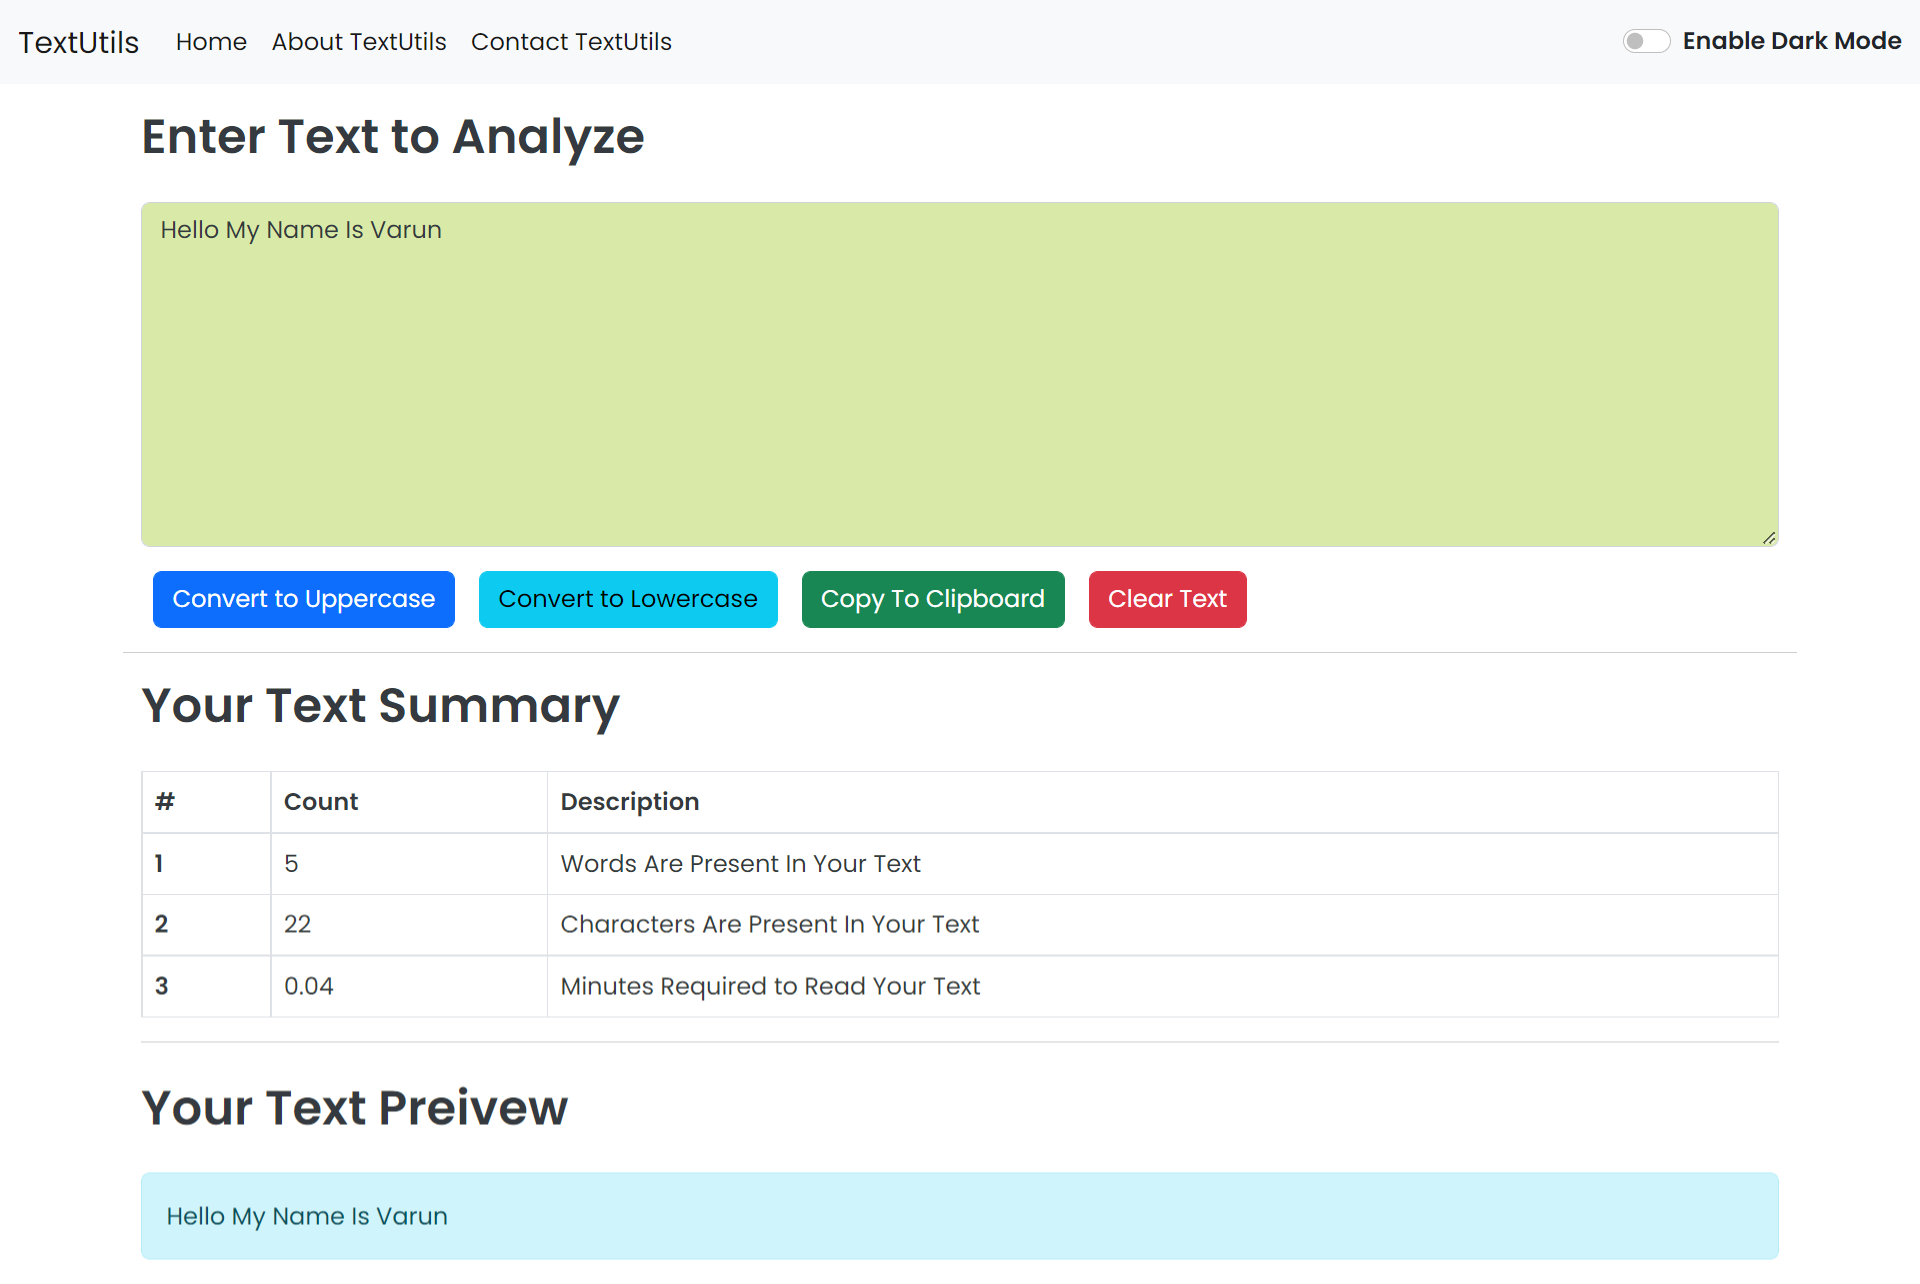 TextUtils Home About TextUtils Contact TextUtils Enable Dark Mode
Enter Text to Analyze
Hello My Name Is Varun
Convert to Uppercase Convert to Lowercase Copy To Clipboard Clear Text
Your Text Summary
# Count Description
1 5 Words Are Present In Your Text
2 22 Characters Are Present In Your Text
3 0.04 Minutes Required to Read Your Text
Your Text Preivew
Hello My Name Is Varun